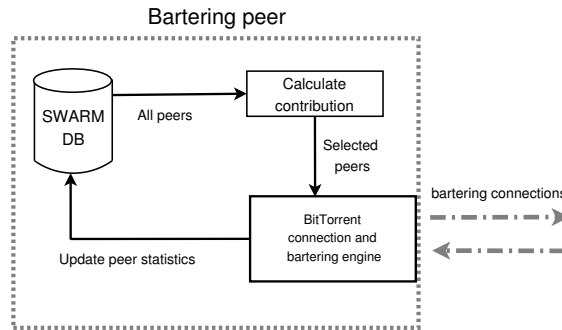 Bartering peer
SWARM
DB
All peers
Calculate
contribution
Selected
peers
bartering connections
BitTorrent
connection and
bartering engine
Update peer statistics